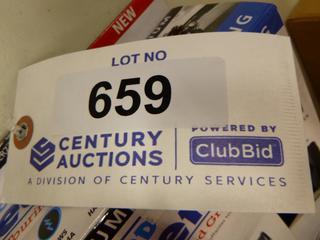 NEW
LOT NO
659
CENTURY
AUCTIONS
POWERED BY
ClubBid
A DIVISION OF CENTURY SERVICES